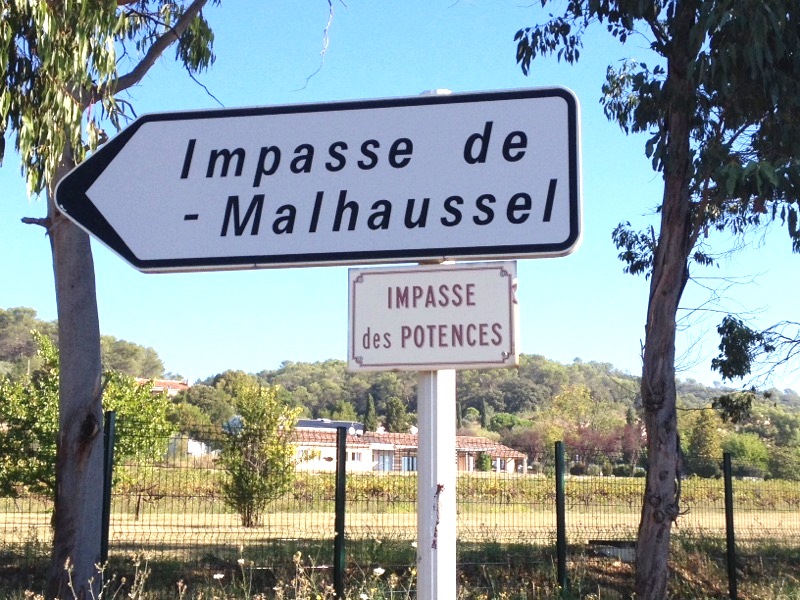 Impasse de
- Malhaussel
IMPASSE
des POTENCES